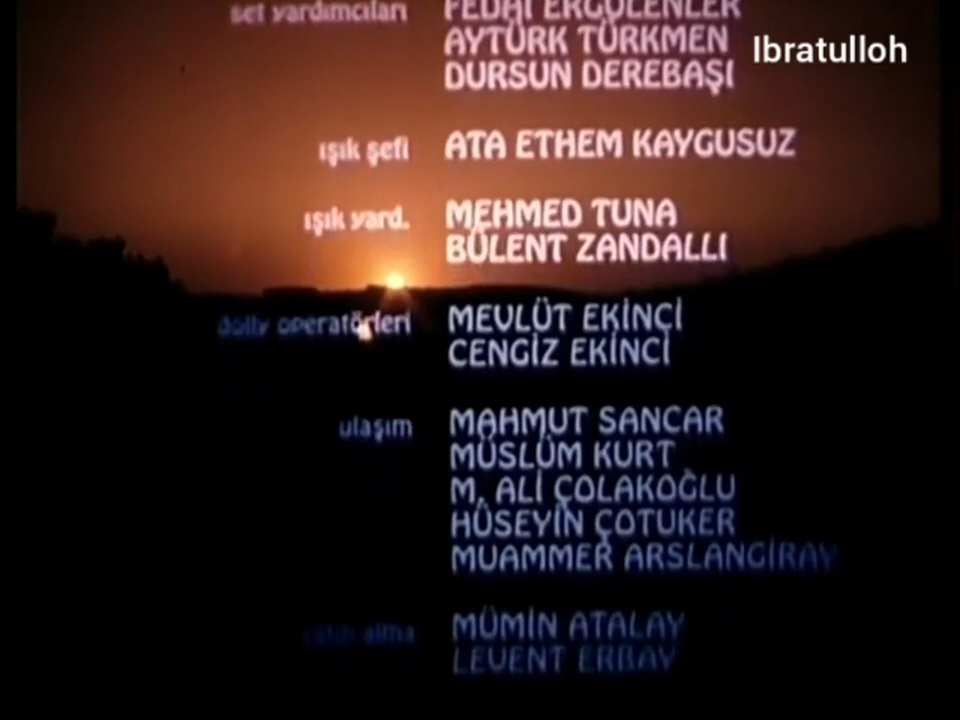 Ibratulloh
set yardımcıları FEDAİ ERGÜLENLER
AYTÜRK TÜRKMEN
DURSUN DEREBAŞI
ışık şefi ATA ETHEM KAYGUSUZ
ışık yard. MEHMED TUNA
BÜLENT ZANDALLI
dolly operatörleri MEVLÜT EKİNCİ
CENGİZ EKİNCİ
ulaşım MAHMUT SANCAR
MÜSLÜM KURT
M. ALİ ÇOLAKOĞLU
HÜSEYİN ÇOTUKER
MUAMMER ARSLANGİRAY
MÜMİN ATALAY
LEVENT ERBAY